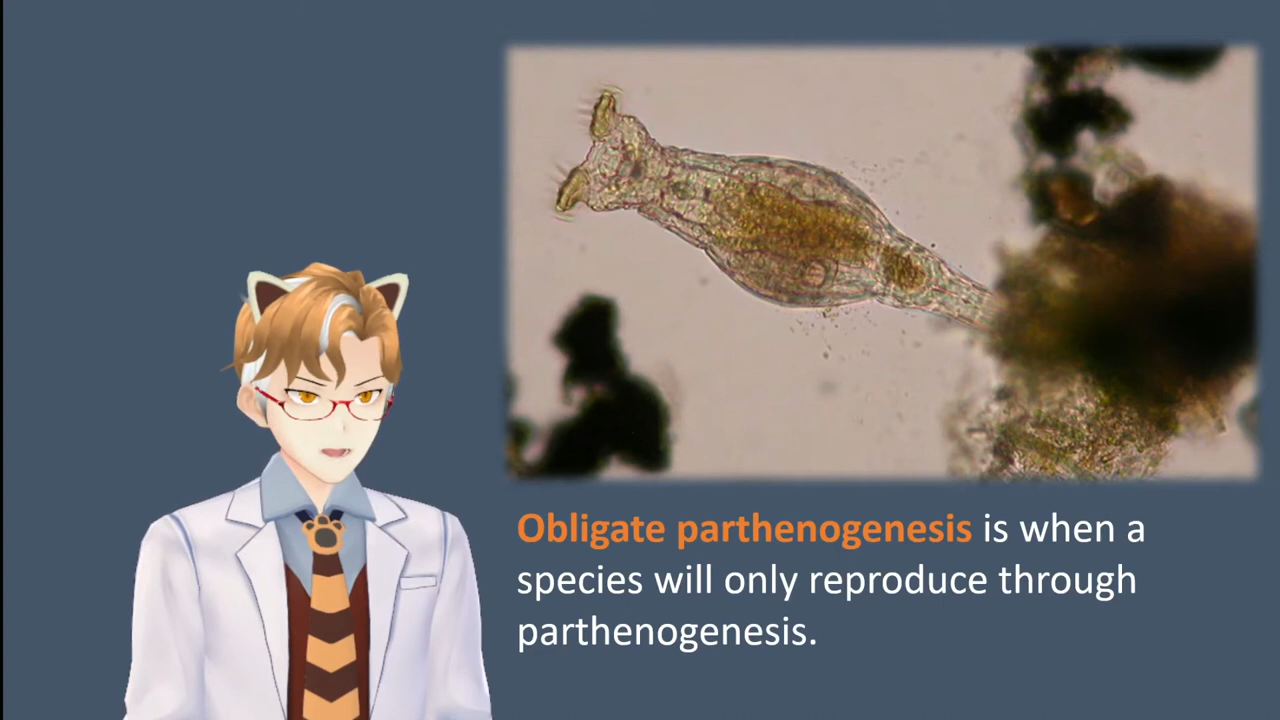 Obligate parthenogenesis is when a
species will only reproduce through
parthenogenesis.